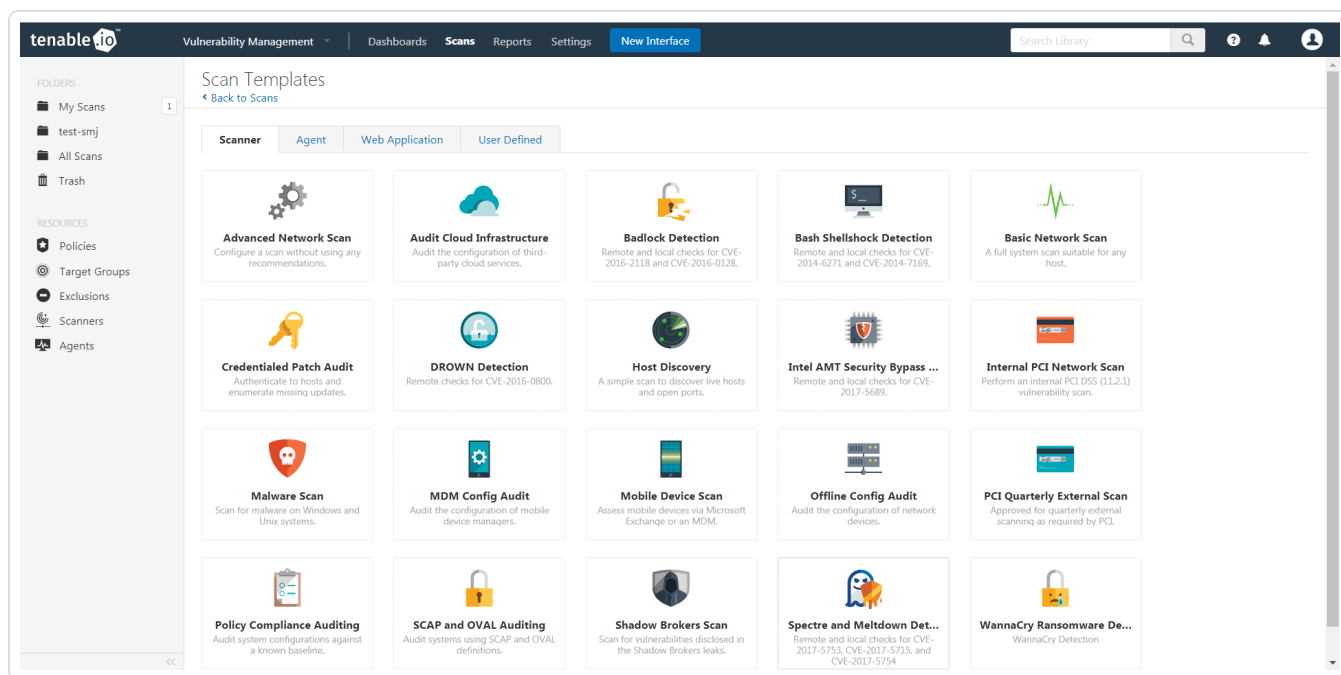 tenable.io™
Vulnerability Management
Dashboards Scans Reports Settings
New Interface
Search Library
FOLDERS
My Scans 1
test-smj
All Scans
Trash
RESOURCES
Policies
Target Groups
Exclusions
Scanners
Agents
Scan Templates
Back to Scans
Scanner Agent Web Application User Defined
Advanced Network Scan
Configure a scan without using any
recommendations.
Audit Cloud Infrastructure
Audit the configuration of third-
party cloud services.
Badlock Detection
Remote and local checks for CVE-
2016-2118 and CVE-2016-0128.
$_
Bash Shellshock Detection
Remote and local checks for CVE-
2014-6271 and CVE-2014-7169.
Basic Network Scan
A full system scan suitable for any
host.
Credentialed Patch Audit
Authenticate to hosts and
enumerate missing updates.
DROWN Detection
Remote checks for CVE-2016-0800.
Host Discovery
A simple scan to discover live hosts
and open ports.
Intel AMT Security Bypass ...
Remote and local checks for CVE-
2017-5689.
Internal PCI Network Scan
Perform an internal PCI DSS (11.2.1)
vulnerability scan.
Malware Scan
Scan for malware on Windows and
Unix systems.
MDM Config Audit
Audit the configuration of mobile
device managers.
Mobile Device Scan
Assess mobile devices via Microsoft
Exchange or an MDM.
Offline Config Audit
Audit the configuration of network
devices.
PCI Quarterly External Scan
Approved for quarterly external
scanning as required by PCI.
Policy Compliance Auditing
Audit system configurations against
a known baseline.
SCAP and OVAL Auditing
Audit systems using SCAP and OVAL
definitions.
Shadow Brokers Scan
Scan for vulnerabilities disclosed in
the Shadow Brokers leaks.
Spectre and Meltdown Det...
Remote and local checks for CVE-
2017-5753, CVE-2017-5715, and
CVE-2017-5754
WannaCry Ransomware De...
WannaCry Detection